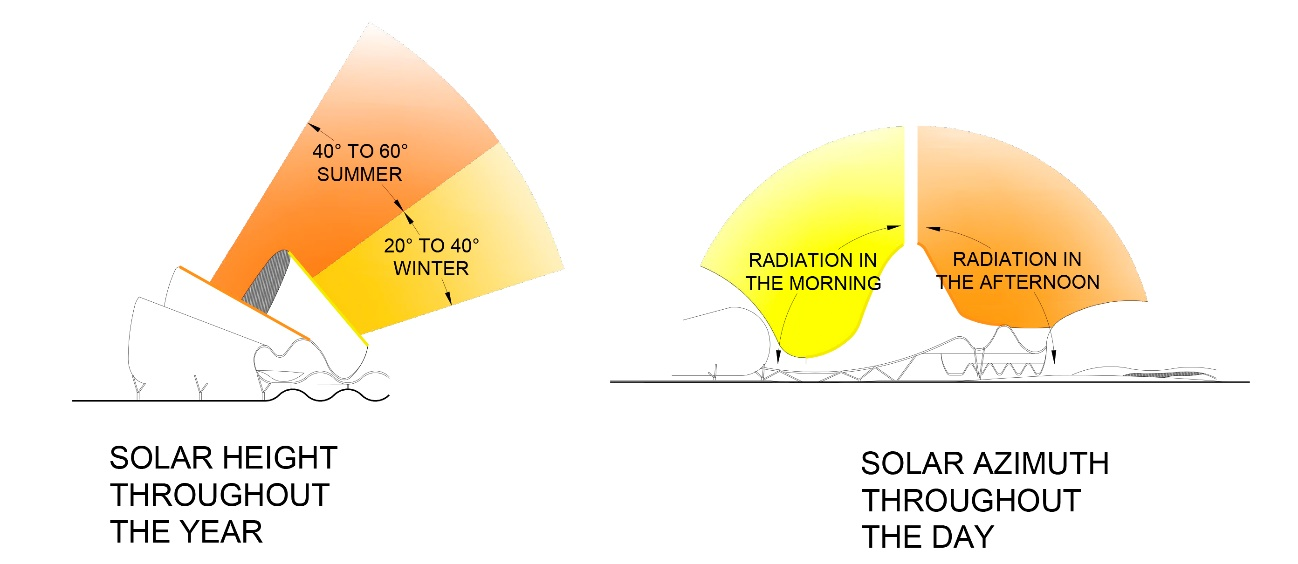 40° TO 60°
SUMMER
20° TO 40°
WINTER
SOLAR HEIGHT
THROUGHOUT
THE YEAR
RADIATION IN
THE MORNING
RADIATION IN
THE AFTERNOON
SOLAR AZIMUTH
THROUGHOUT
THE DAY